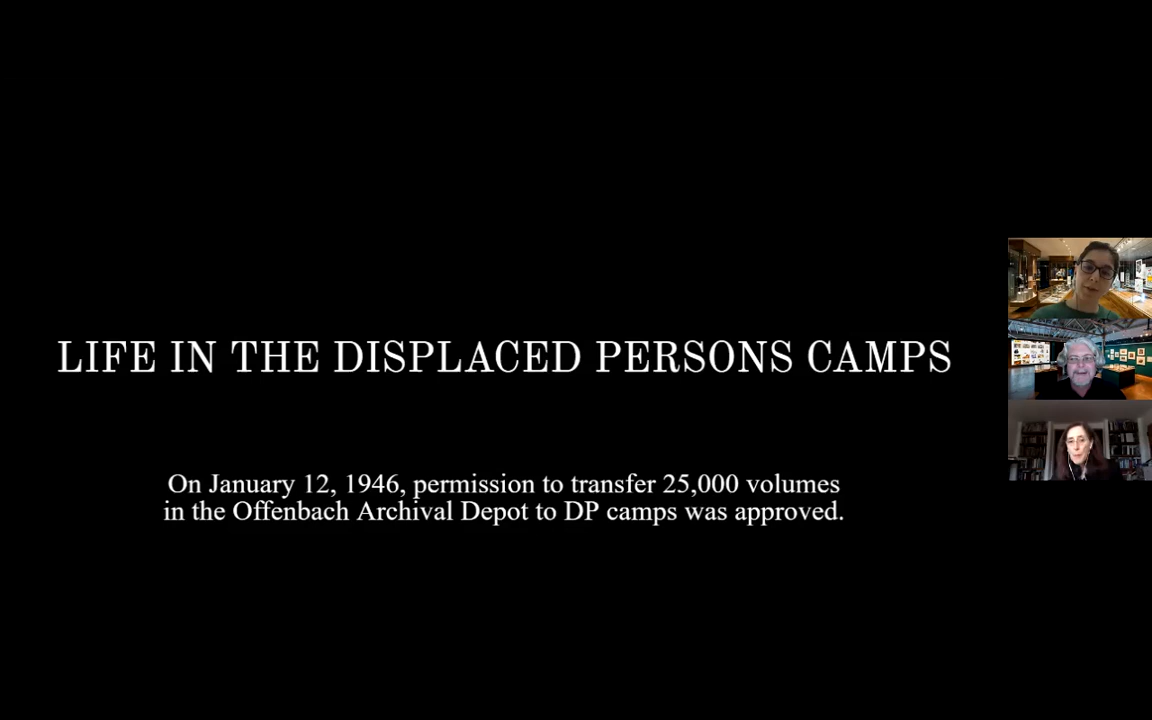 LIFE IN THE DISPLACED PERSONS CAMPS
On January 12, 1946, permission to transfer 25,000 volumes
in the Offenbach Archival Depot to DP camps was approved.